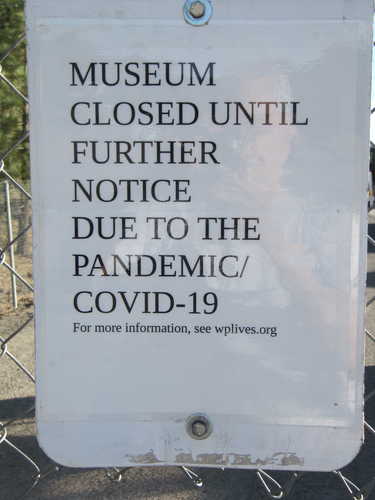 MUSEUM
CLOSED UNTIL
FURTHER
NOTICE
DUE TO THE
PANDEMIC/
COVID-19
For more information, see wplives.org